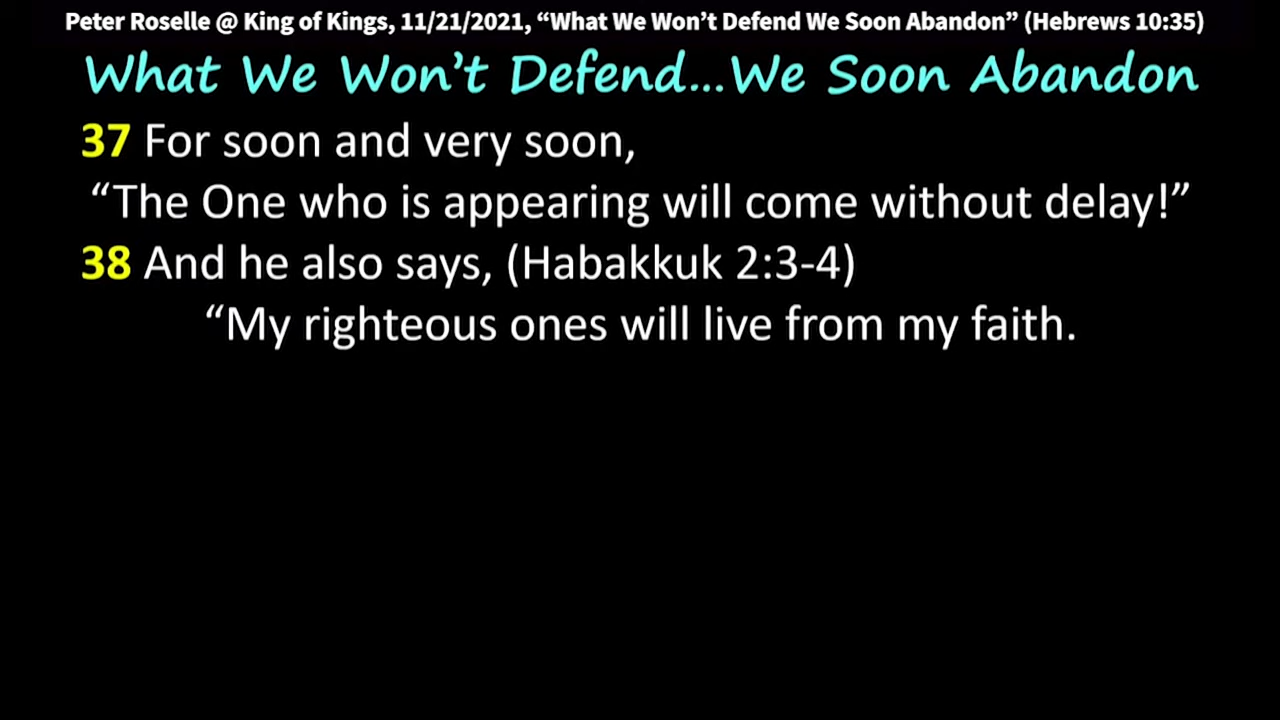 Peter Roselle @ King of Kings, 11/21/2021, “What We Won’t Defend We Soon Abandon” (Hebrews 10:35)
What We Won’t Defend...We Soon Abandon
37 For soon and very soon,
“The One who is appearing will come without delay!”
38 And he also says, (Habakkuk 2:3-4)
“My righteous ones will live from my faith.